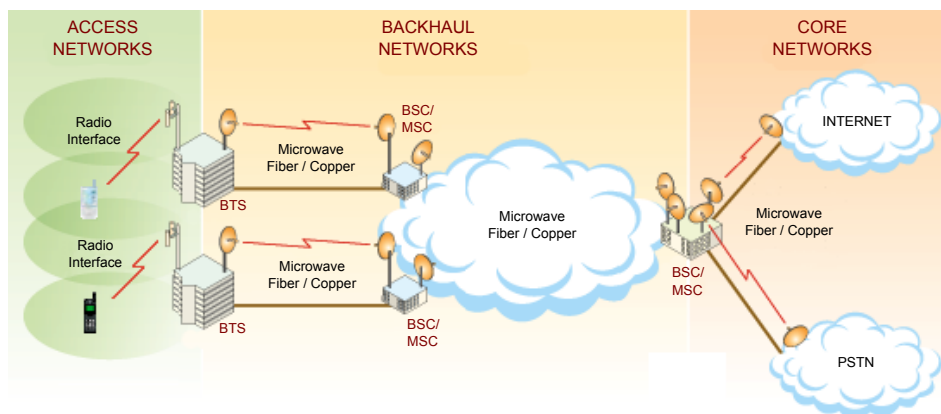 ACCESS
NETWORKS
BACKHAUL
NETWORKS
CORE
NETWORKS
Radio
Interface
BTS
Microwave
Fiber / Copper
BSC/
MSC
Radio
Interface
BTS
Microwave
Fiber / Copper
BSC/
MSC
Microwave
Fiber / Copper
BSC/
MSC
INTERNET
Microwave
Fiber / Copper
PSTN